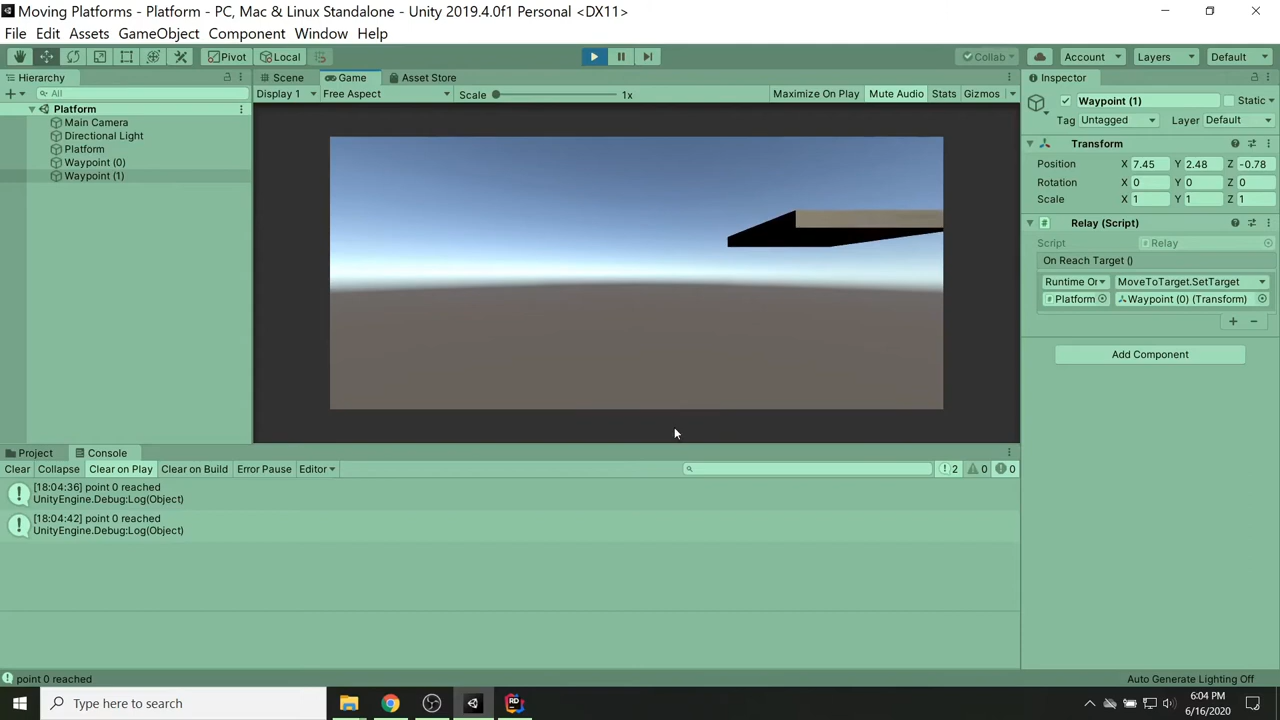 Moving Platforms - Platform - PC, Mac & Linux Standalone - Unity 2019.4.0f1 Personal <DX11>
File Edit Assets GameObject Component Window Help
Pivot Local Collab Account Layers Default
Hierarchy Scene Game Asset Store Inspector
All Display 1 Free Aspect Scale 1x Maximize On Play Mute Audio Stats Gizmos
Waypoint (1) Static
Tag Untagged Layer Default
Platform
Main Camera
Directional Light
Platform
Waypoint (0)
Waypoint (1)
Transform
Position X 7.45 Y 2.48 Z -0.78
Rotation X 0 Y 0 Z 0
Scale X 1 Y 1 Z 1
Relay (Script)
Script Relay
On Reach Target ()
Runtime Or MoveToTarget.SetTarget
Platform Waypoint (0) (Transform)
Add Component
Project Console
Clear Collapse Clear on Play Clear on Build Error Pause Editor 2 0 0
[18:04:36] point 0 reached
UnityEngine.Debug:Log(Object)
[18:04:42] point 0 reached
UnityEngine.Debug:Log(Object)
point 0 reached
Auto Generate Lighting Off
Type here to search
RD
6:04 PM
6/16/2020